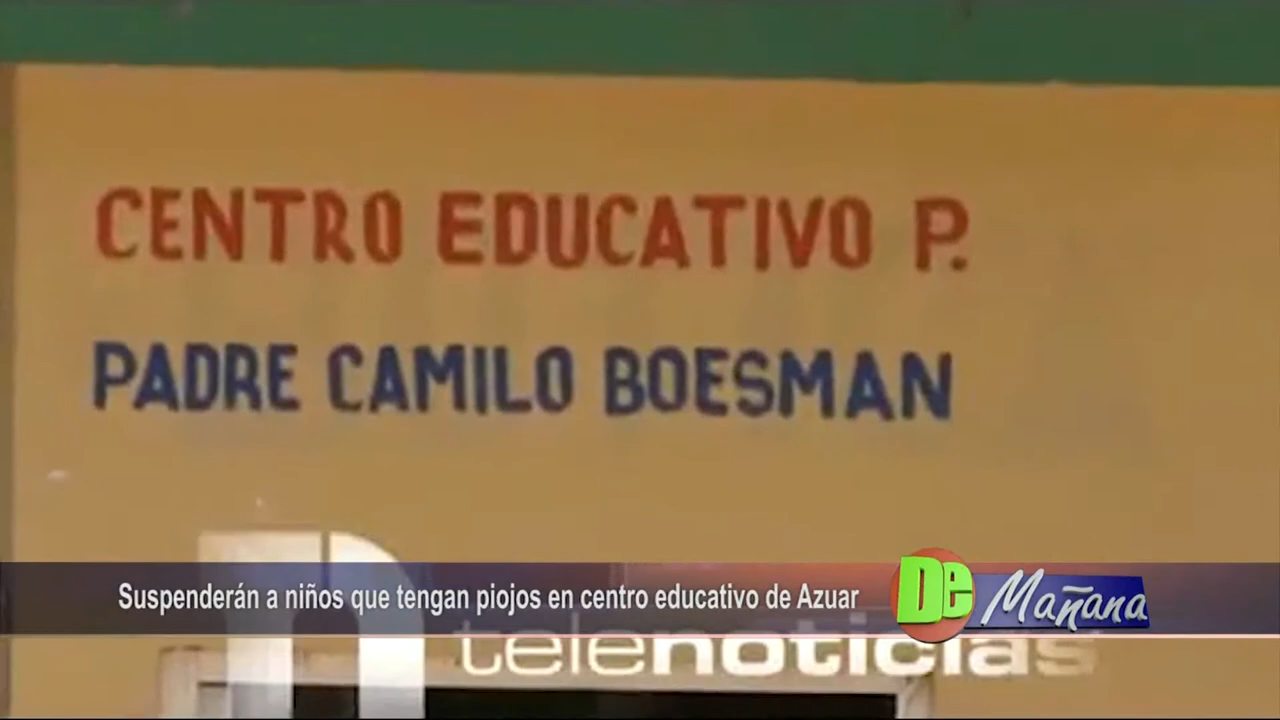 CENTRO EDUCATIVO P.
PADRE CAMILO BOESMAN
Suspenderán a niños que tengan piojos en centro educativo de Azuar
De Mañana
n
telenoticias